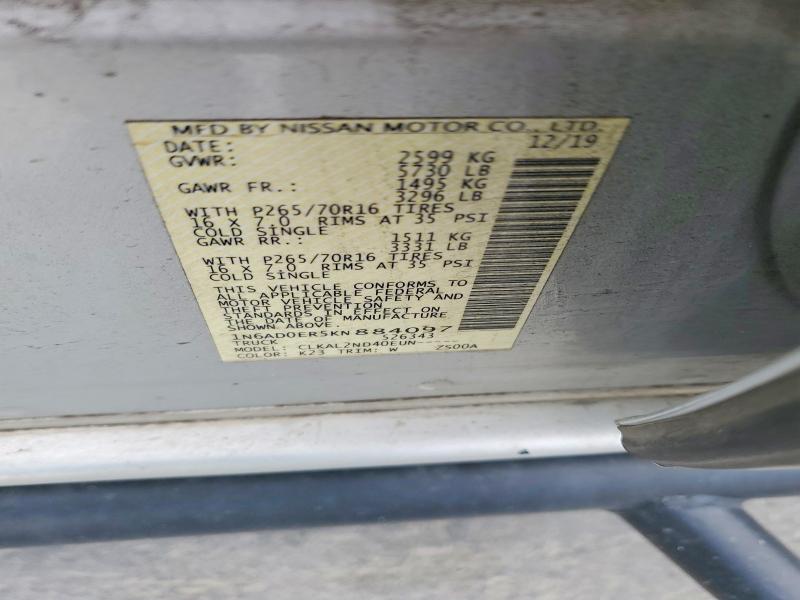 MFD BY NISSAN MOTOR CO., LTD.
DATE: 12/19
GVWR: 2599 KG
5730 LB
GAWR FR.: 1495 KG
3296 LB
WITH P265/70R16 TIRES
16 X 7.0 RIMS AT 35 PSI
COLD SINGLE
GAWR RR.: 1511 KG
3331 LB
WITH P265/70R16 TIRES
16 X 7.0 RIMS AT 35 PSI
COLD SINGLE
THIS VEHICLE CONFORMS TO
ALL APPLICABLE FEDERAL
MOTOR VEHICLE SAFETY AND
THEFT PREVENTION
STANDARDS IN EFFECT ON
THE DATE OF MANUFACTURE
SHOWN ABOVE.
1N6AD0ER5KN884097
TRUCK 526343
MODEL: CLKAL2ND40EUN-----
COLOR: K23 TRIM: W ZS00A